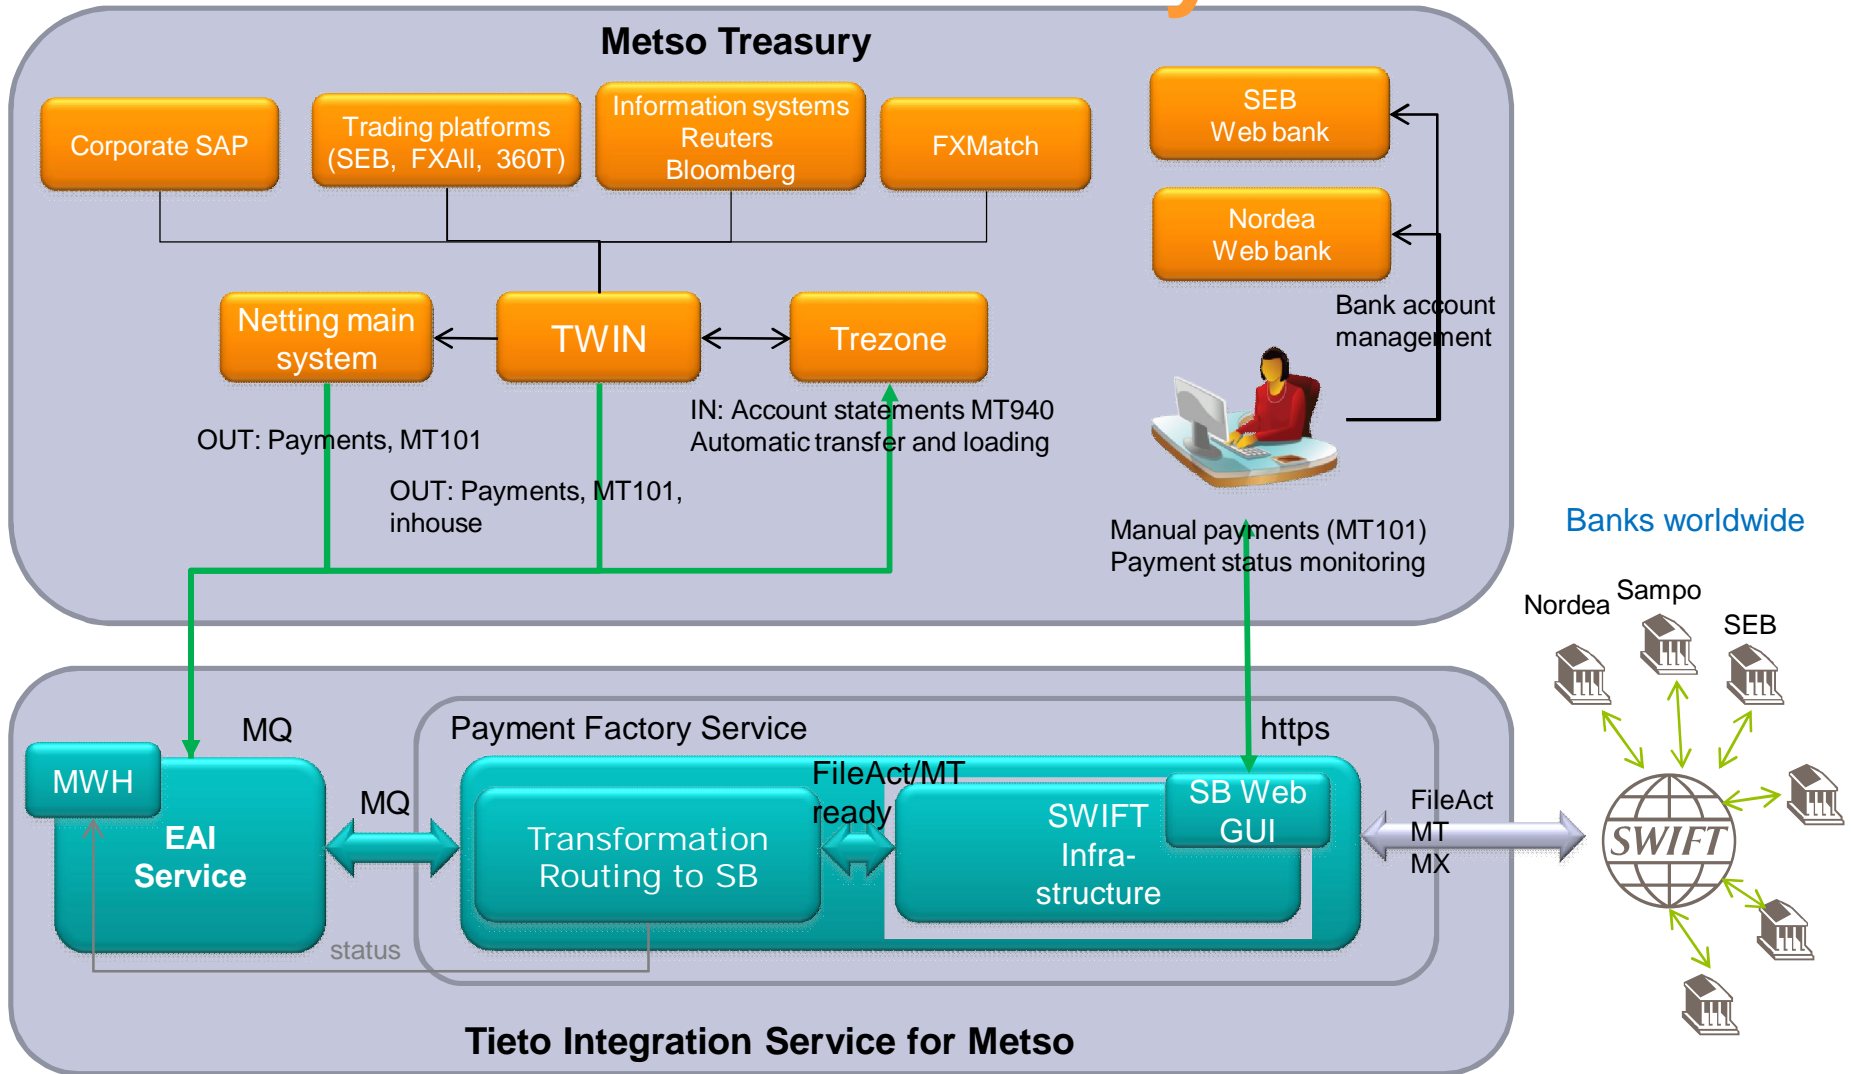 y
Metso Treasury
Corporate SAP
Trading platforms
(SEB, FXAll, 360T)
Information systems
Reuters
Bloomberg
FXMatch
SEB
Web bank
Nordea
Web bank
Netting main
system
TWIN
Trezone
Bank account
management
IN: Account statements MT940
Automatic transfer and loading
OUT: Payments, MT101
OUT: Payments, MT101,
inhouse
Manual payments (MT101)
Payment status monitoring
Banks worldwide
Nordea
Sampo
SEB
MQ
Payment Factory Service
https
MWH
EAI
Service
MQ
FileAct/MT
ready
Transformation
Routing to SB
SWIFT
Infra-
structure
SB Web
GUI
FileAct
MT
MX
SWIFT
status
Tieto Integration Service for Metso